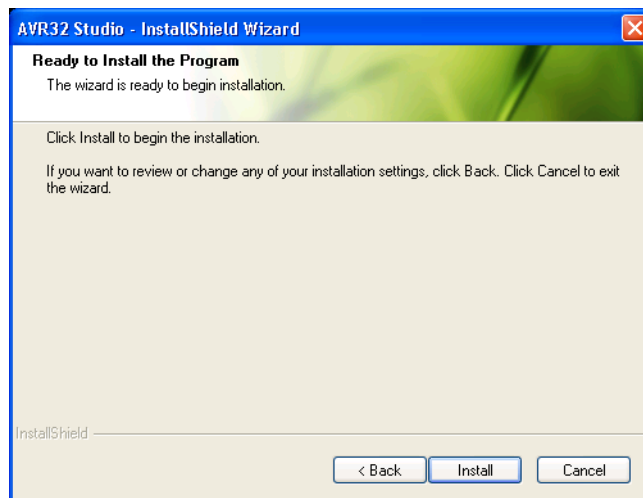 AVR32 Studio - InstallShield Wizard
Ready to Install the Program
The wizard is ready to begin installation.
Click Install to begin the installation.
If you want to review or change any of your installation settings, click Back. Click Cancel to exit
the wizard.
InstallShield
< Back Install Cancel